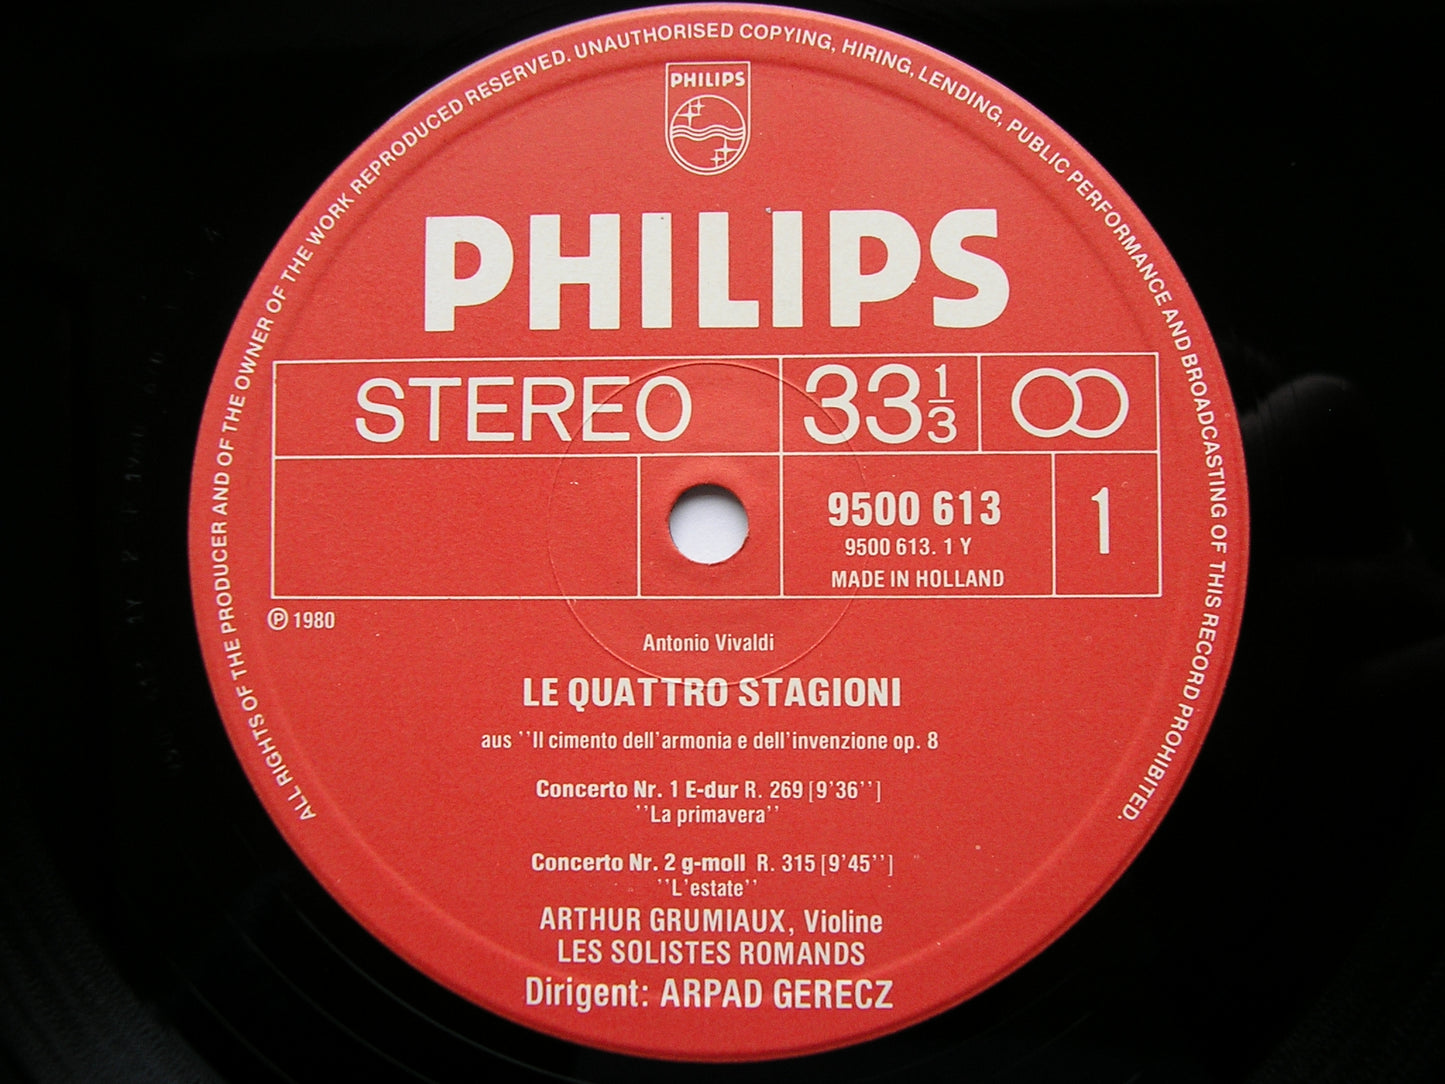 ALL RIGHTS OF THE PRODUCER AND OF THE OWNER OF THE WORK REPRODUCED RESERVED. UNAUTHORISED COPYING, HIRING, LENDING, PUBLIC PERFORMANCE AND BROADCASTING OF THIS RECORD PROHIBITED.
PHILIPS
PHILIPS
STEREO 33 1/3
9500 613 1
9500 613. 1 Y
MADE IN HOLLAND
℗ 1980
Antonio Vivaldi
LE QUATTRO STAGIONI
aus ''Il cimento dell'armonia e dell'invenzione op. 8
Concerto Nr. 1 E-dur R. 269 [9'36'']
''La primavera''
Concerto Nr. 2 g-moll R. 315 [9'45'']
''L'estate''
ARTHUR GRUMIAUX, Violine
LES SOLISTES ROMANDS
Dirigent: ARPAD GERECZ